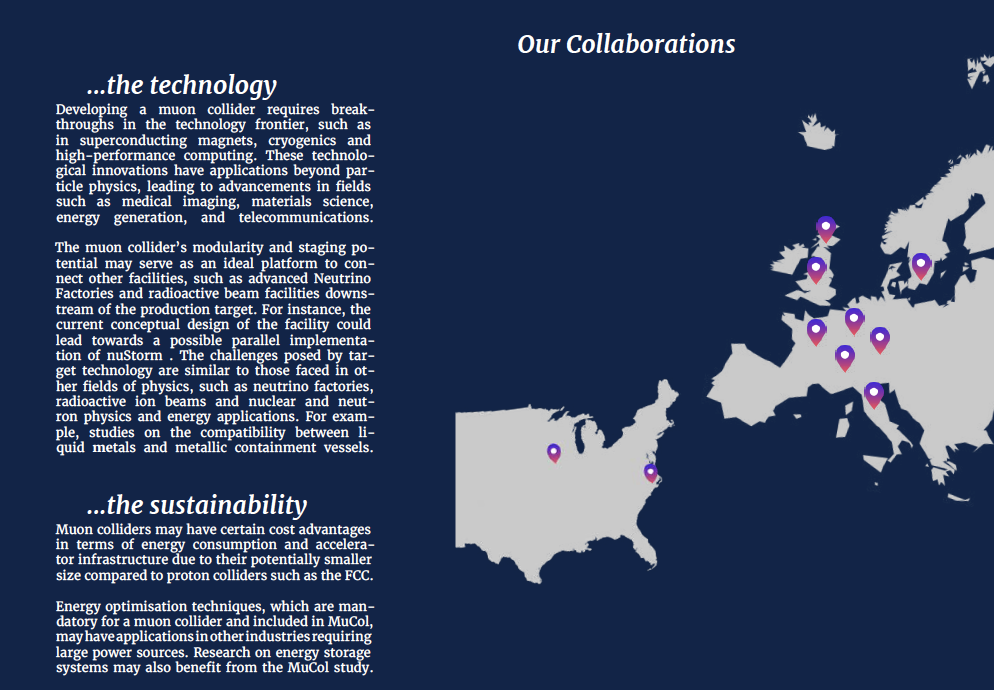 Our Collaborations
...the technology
Developing a muon collider requires break-
throughs in the technology frontier, such as
in superconducting magnets, cryogenics and
high-performance computing. These technolo-
gical innovations have applications beyond par-
ticle physics, leading to advancements in fields
such as medical imaging, materials science,
energy generation, and telecommunications.
The muon collider's modularity and staging po-
tential may serve as an ideal platform to con-
nect other facilities, such as advanced Neutrino
Factories and radioactive beam facilities downs-
tream of the production target. For instance, the
current conceptual design of the facility could
lead towards a possible parallel implementa-
tion of nuStorm . The challenges posed by tar-
get technology are similar to those faced in ot-
her fields of physics, such as neutrino factories,
radioactive ion beams and nuclear and neut-
ron physics and energy applications. For exam-
ple, studies on the compatibility between li-
quid metals and metallic containment vessels.
...the sustainability
Muon colliders may have certain cost advantages
in terms of energy consumption and accelera-
tor infrastructure due to their potentially smaller
size compared to proton colliders such as the FCC.
Energy optimisation techniques, which are man-
datory for a muon collider and included in MuCol,
may have applications in other industries requiring
large power sources. Research on energy storage
systems may also benefit from the MuCol study.